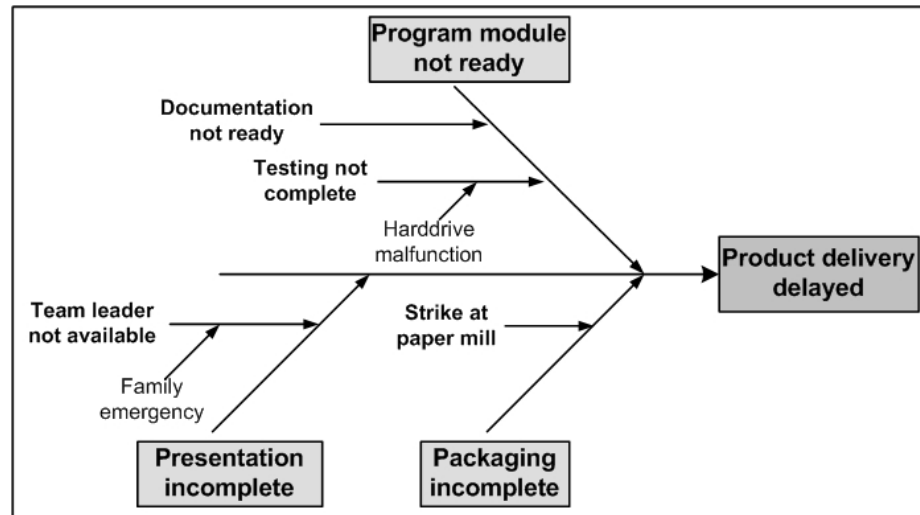 Program module
not ready
Documentation
not ready
Testing not
complete
Harddrive
malfunction
Product delivery
delayed
Team leader
not available
Strike at
paper mill
Family
emergency
Presentation
incomplete
Packaging
incomplete